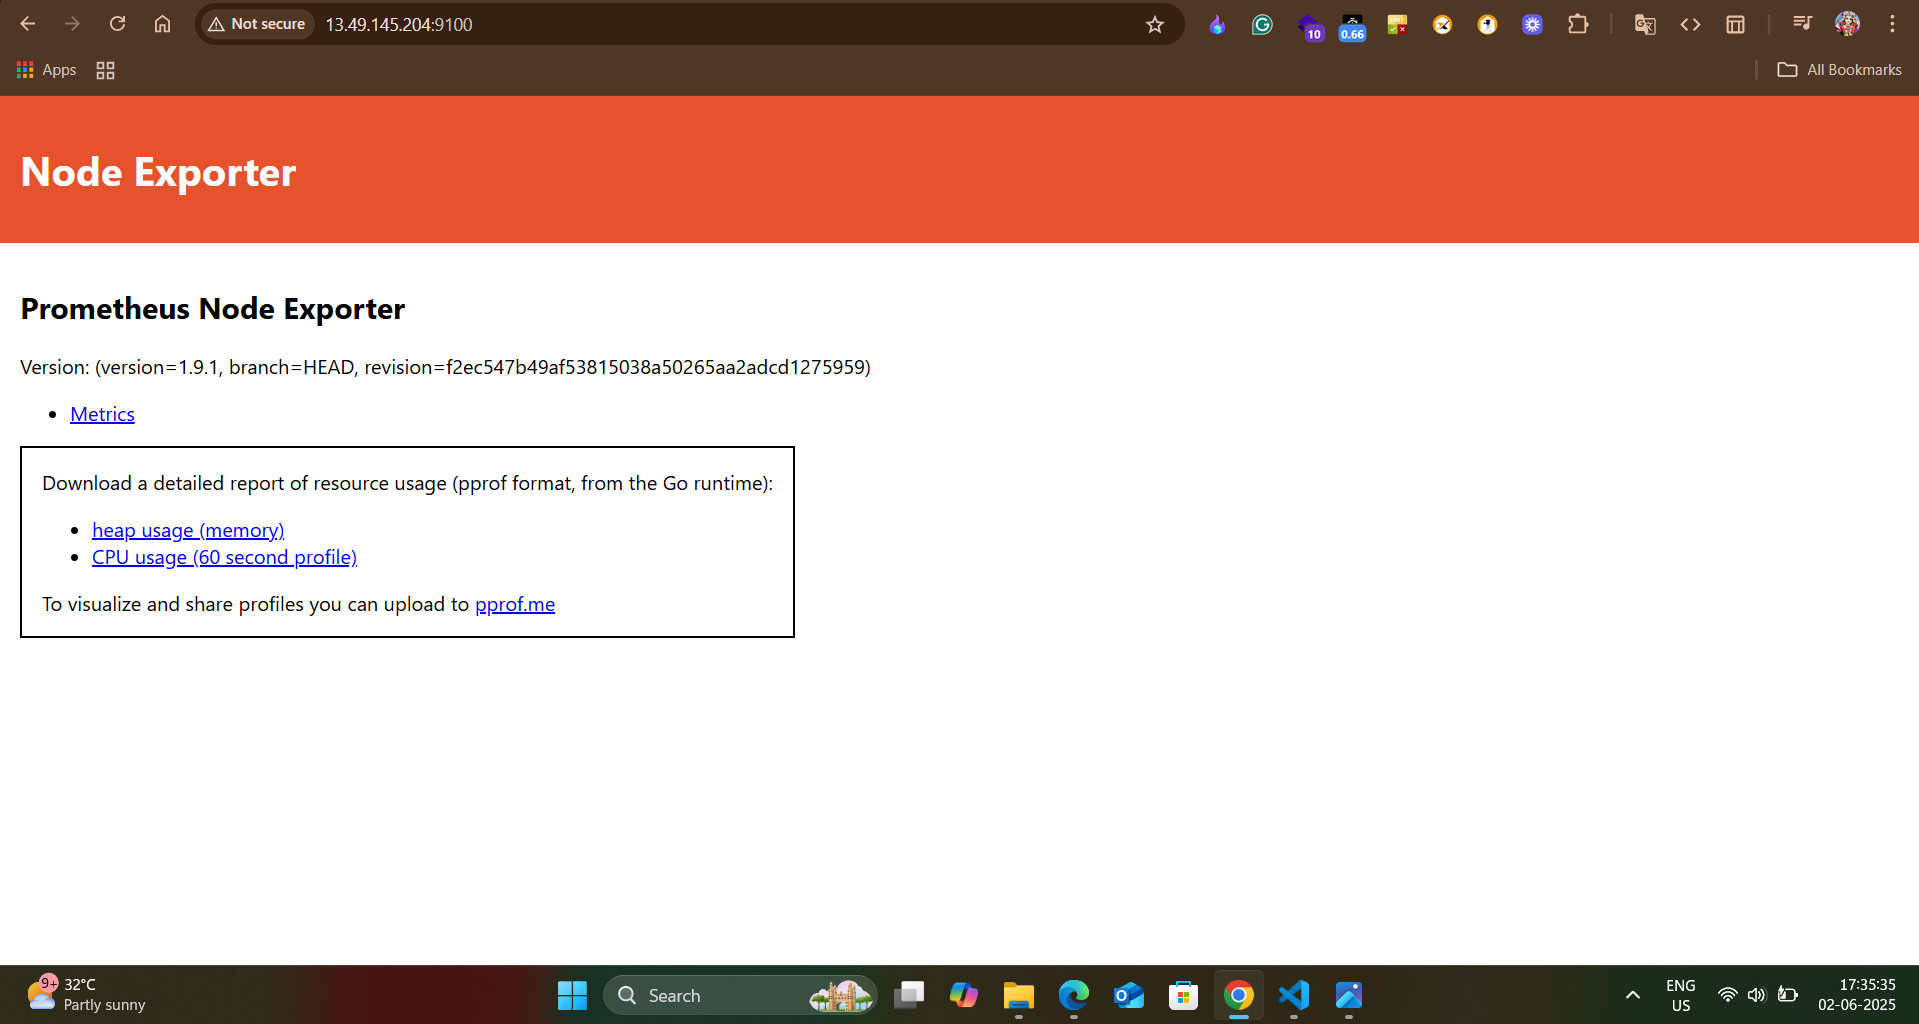 Not secure
13.49.145.204:9100
10
0.66
Apps
All Bookmarks
Node Exporter
Prometheus Node Exporter
Version: (version=1.9.1, branch=HEAD, revision=f2ec547b49af53815038a50265aa2adcd1275959)
Metrics
Download a detailed report of resource usage (pprof format, from the Go runtime):
heap usage (memory)
CPU usage (60 second profile)
To visualize and share profiles you can upload to pprof.me
9+
32°C
Partly sunny
Search
ENG
US
17:35:35
02-06-2025